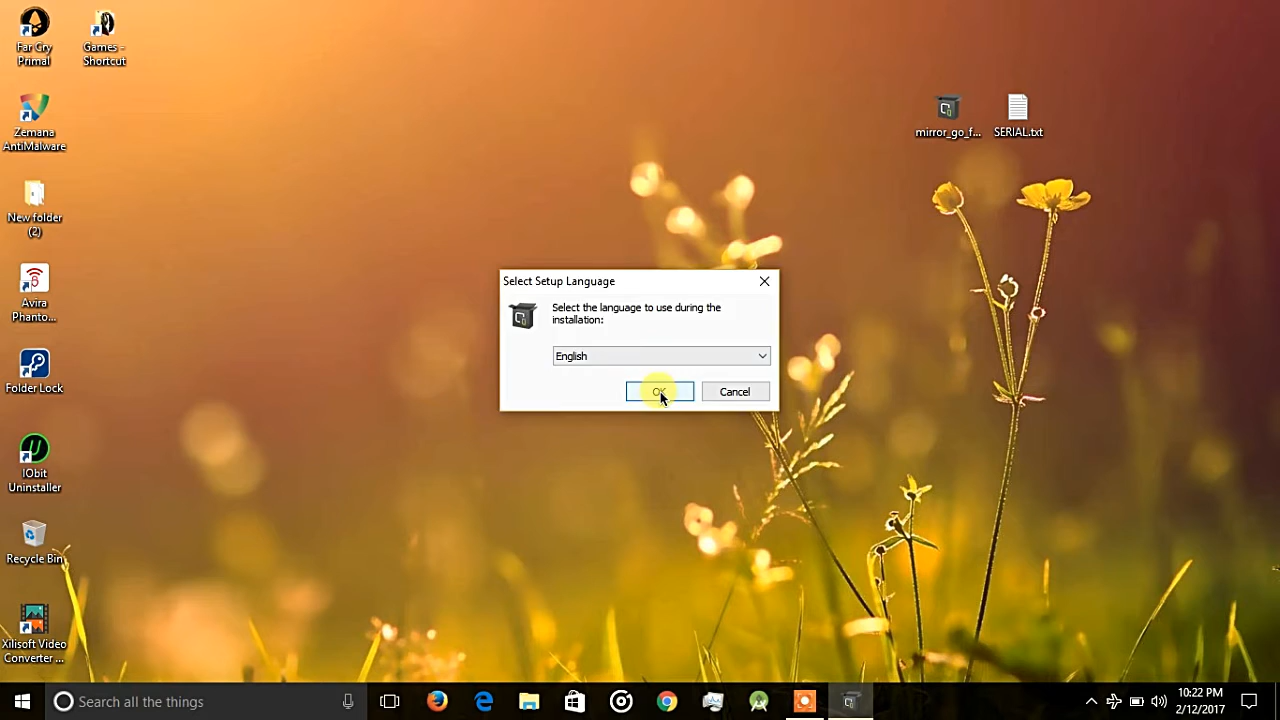 Far Cry
Primal
Games -
Shortcut
Zemana
AntiMalware
New folder
(2)
Avira
Phanto...
Folder Lock
IObit
Uninstaller
Recycle Bin
Xilisoft Video
Converter ...
mirror_go_f...
SERIAL.txt
Select Setup Language
Select the language to use during the
installation:
English
OK
Cancel
Search all the things
10:22 PM
2/12/2017